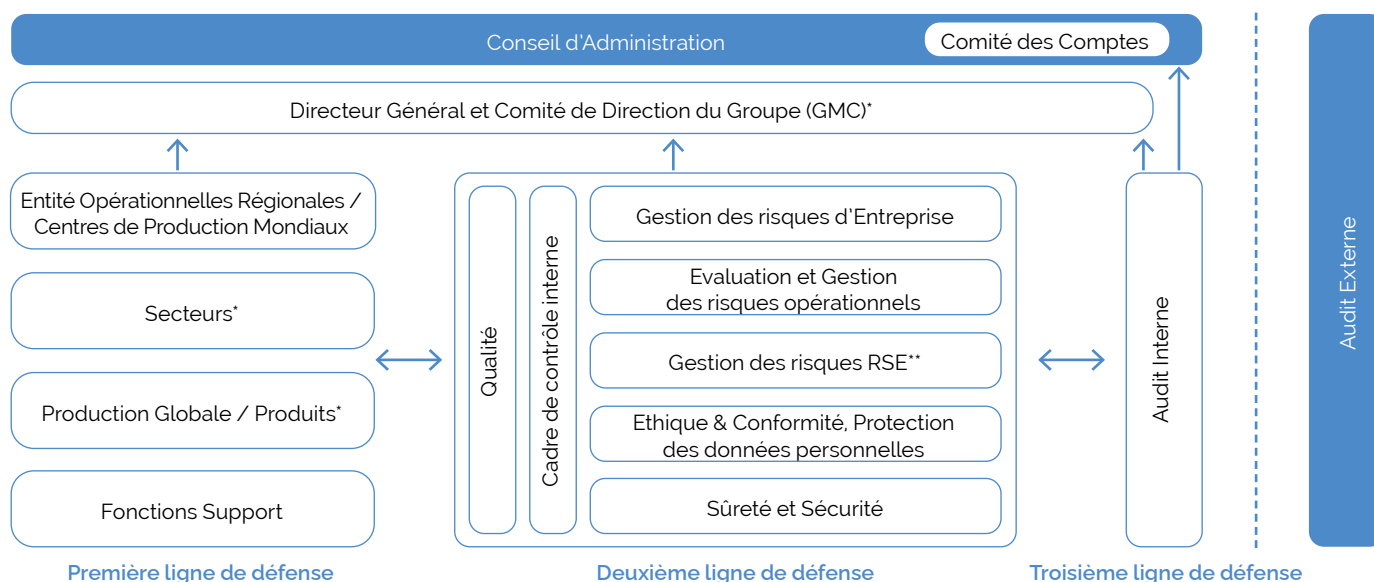 Conseil d'Administration
Comité des Comptes
Directeur Général et Comité de Direction du Groupe (GMC)*
Entité Opérationnelles Régionales /
Centres de Production Mondiaux
Secteurs*
Production Globale / Produits*
Fonctions Support
Première ligne de défense
Qualité
Cadre de contrôle interne
Gestion des risques d'Entreprise
Evaluation et Gestion
des risques opérationnels
Gestion des risques RSE**
Ethique & Conformité, Protection
des données personnelles
Sûreté et Sécurité
Deuxième ligne de défense
Audit Interne
Troisième ligne de défense
Audit Externe